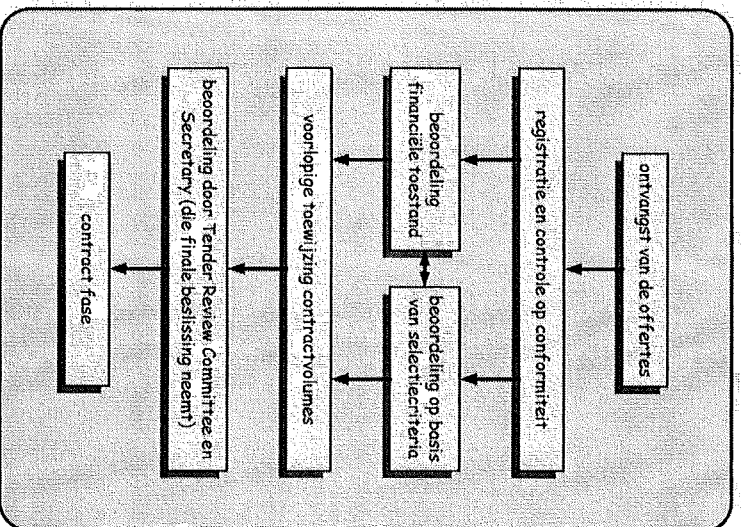 ontvangst van de offertes
registratie en controle op conformiteit
beoordeling
financiële toestand
beoordeling op basis
van selectiecriteria
voorlopige toewijzing contractvolumes
beoordeling door Tender Review Committee en
Secretary (die finale beslissing neemt)
contract fase